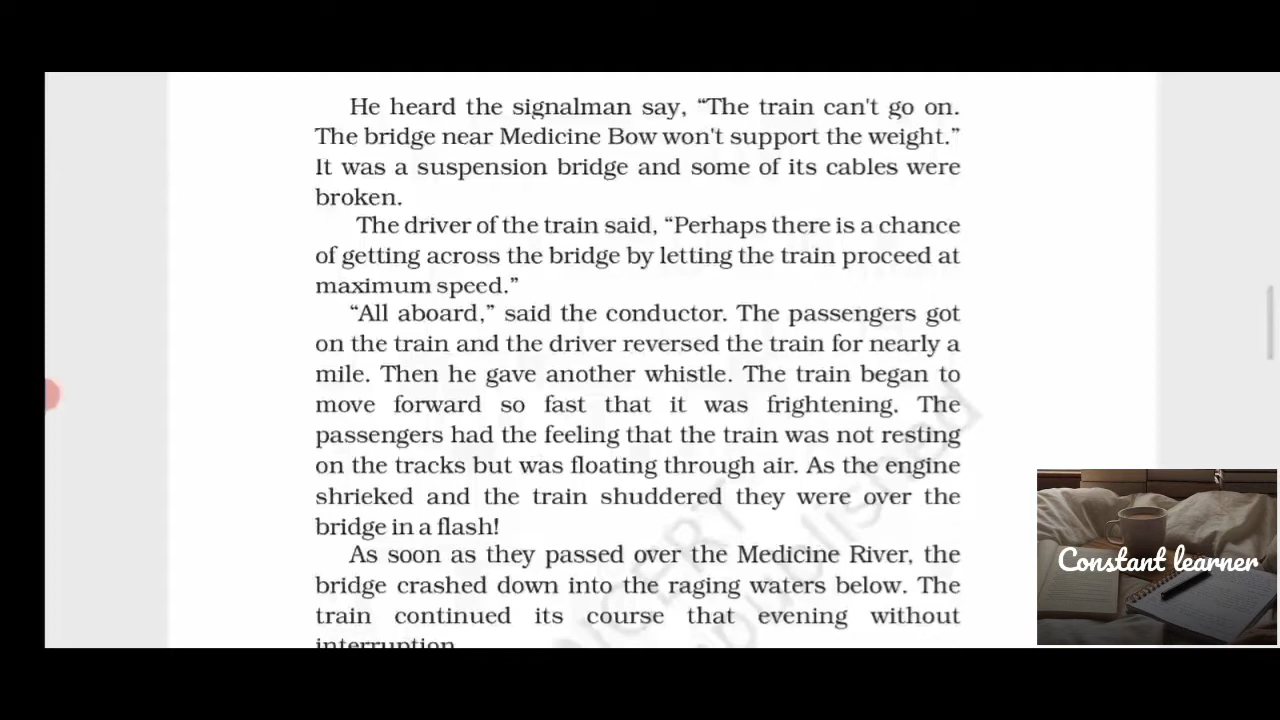 He heard the signalman say, “The train can't go on.
The bridge near Medicine Bow won't support the weight.”
It was a suspension bridge and some of its cables were
broken.
The driver of the train said, “Perhaps there is a chance
of getting across the bridge by letting the train proceed at
maximum speed.”
“All aboard,” said the conductor. The passengers got
on the train and the driver reversed the train for nearly a
mile. Then he gave another whistle. The train began to
move forward so fast that it was frightening. The
passengers had the feeling that the train was not resting
on the tracks but was floating through air. As the engine
shrieked and the train shuddered they were over the
bridge in a flash!
As soon as they passed over the Medicine River, the
bridge crashed down into the raging waters below. The
train continued its course that evening without
interruption.
Constant learner